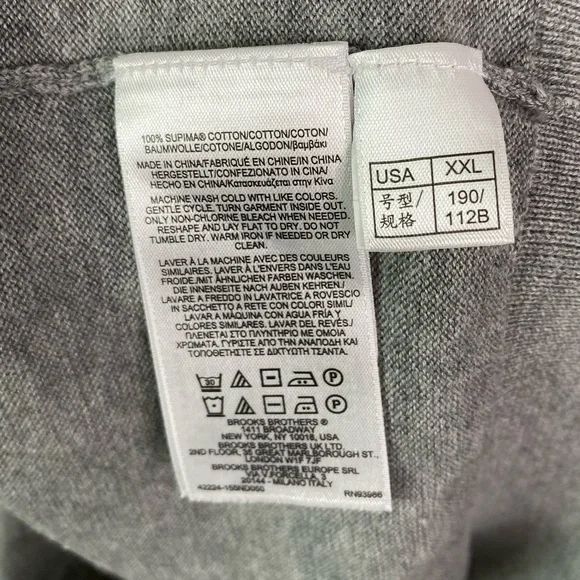 100% SUPIMA® COTTON/COTTON/COTON/
BAUMWOLLE/COTONE/ALGODON/βαμβάκι
MADE IN CHINA/FABRIQUÉ EN CHINE/IN CHINA
HERGESTELLT/CONFEZIONATO IN CINA/
HECHO EN CHINA/Κατασκευάζεται στην Κίνα
MACHINE WASH COLD WITH LIKE COLORS,
GENTLE CYCLE, TURN GARMENT INSIDE OUT.
ONLY NON-CHLORINE BLEACH WHEN NEEDED.
RESHAPE AND LAY FLAT TO DRY. DO NOT
TUMBLE DRY. WARM IRON IF NEEDED OR DRY
CLEAN.
LAVER À LA MACHINE AVEC DES COULEURS
SIMILAIRES. LAVER À L'ENVERS DANS L'EAU
FROIDE./MIT ÄHNLICHEN FARBEN WASCHEN.
DIE INNENSEITE NACH AUßEN KEHREN./
LAVARE A FREDDO IN LAVATRICE A ROVESCIO
IN SACCHETTO A RETE CON COLORI SIMIL/
LAVAR A MÁQUINA CON AGUA FRÍA Y
COLORES SIMILARES. LAVAR DEL REVÉS./
ΠΛΕΝΕΤΑΙ ΣΤΟ ΠΛΥΝΤΗΡΙΟ ΜΕ ΟΜΟΙΑ
ΧΡΩΜΑΤΑ. ΓΥΡΙΣΤΕ ΑΠΟ ΤΗΝ ΑΝΑΠΟΔΗ ΚΑΙ
ΤΟΠΟΘΕΤΗΣΤΕ ΣΕ ΔΙΧΤΥΩΤΗ ΤΣΑΝΤΑ.
30 P
P
BROOKS BROTHERS ®
1411 BROADWAY
NEW YORK, NY 10018, USA
BROOKS BROTHERS UK LTD.
2ND FLOOR, 36 GREAT MARLBOROUGH ST.,
LONDON W1F 7JF
BROOKS BROTHERS EUROPE SRL
VIA V.FORCELLA, 3
20144 - MILANO ITALY
42224-155ND050 RN93986
USA XXL
号型/ 190/
规格 112B